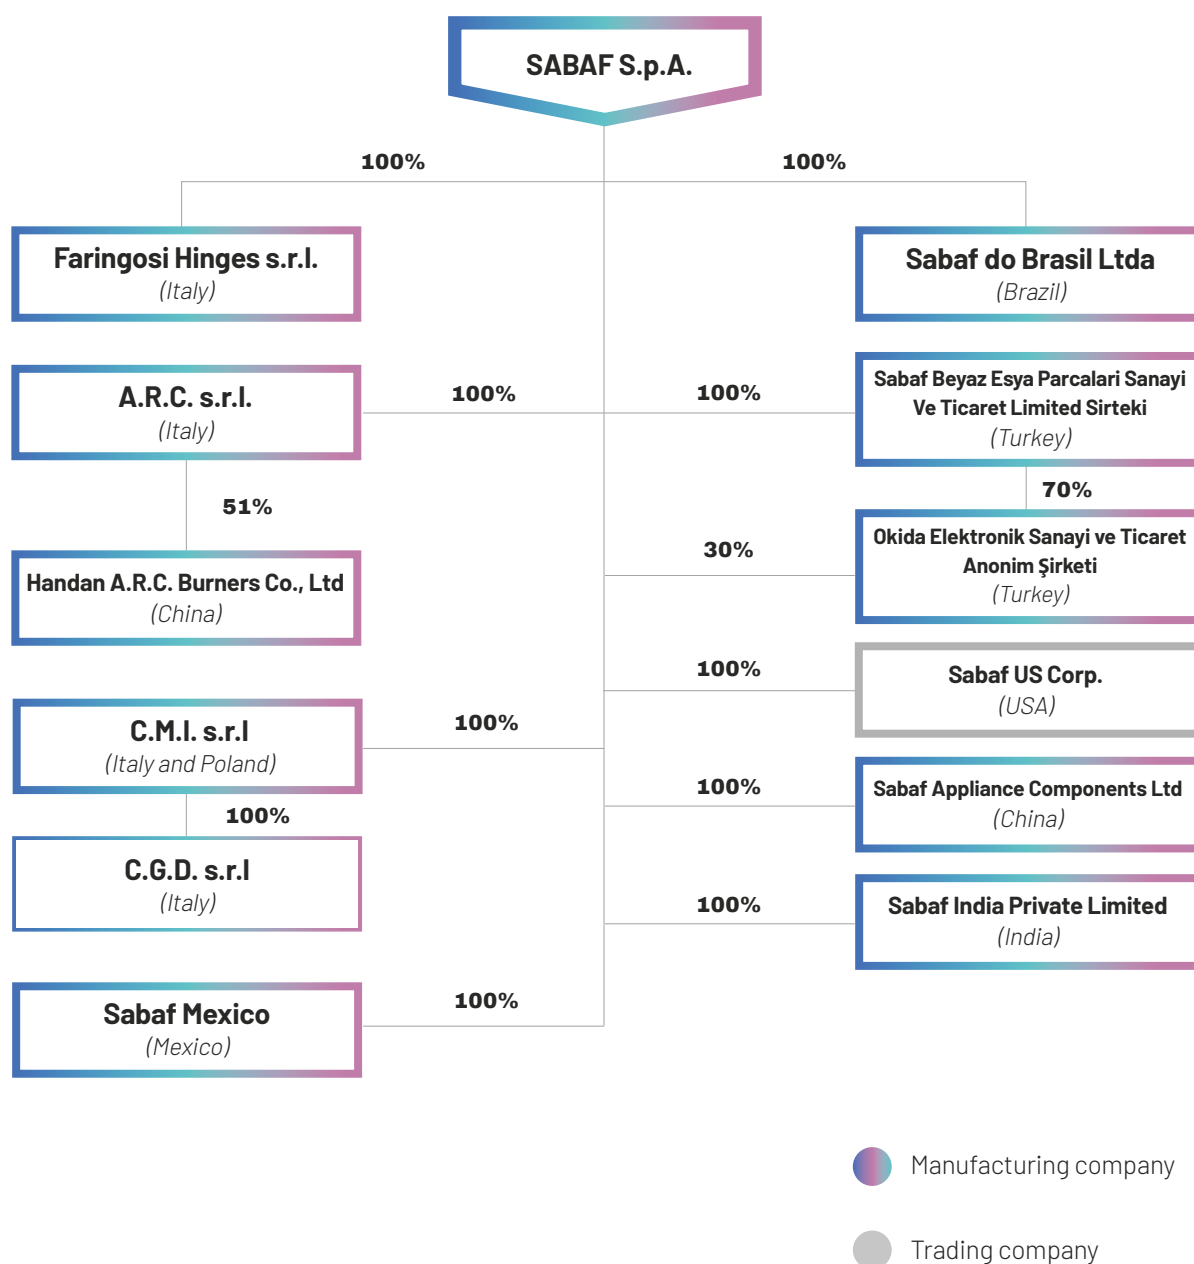 SABAF S.p.A.
100%
100%
Faringosi Hinges s.r.l.
(Italy)
Sabaf do Brasil Ltda
(Brazil)
A.R.C. s.r.l.
(Italy)
100%
100%
Sabaf Beyaz Esya Parcalari Sanayi
Ve Ticaret Limited Sirteki
(Turkey)
51%
70%
Handan A.R.C. Burners Co., Ltd
(China)
30%
Okida Elektronik Sanayi ve Ticaret
Anonim Şirketi
(Turkey)
100%
Sabaf US Corp.
(USA)
C.M.I. s.r.l
(Italy and Poland)
100%
100%
Sabaf Appliance Components Ltd
(China)
100%
C.G.D. s.r.l
(Italy)
100%
Sabaf India Private Limited
(India)
Sabaf Mexico
(Mexico)
100%
Manufacturing company
Trading company